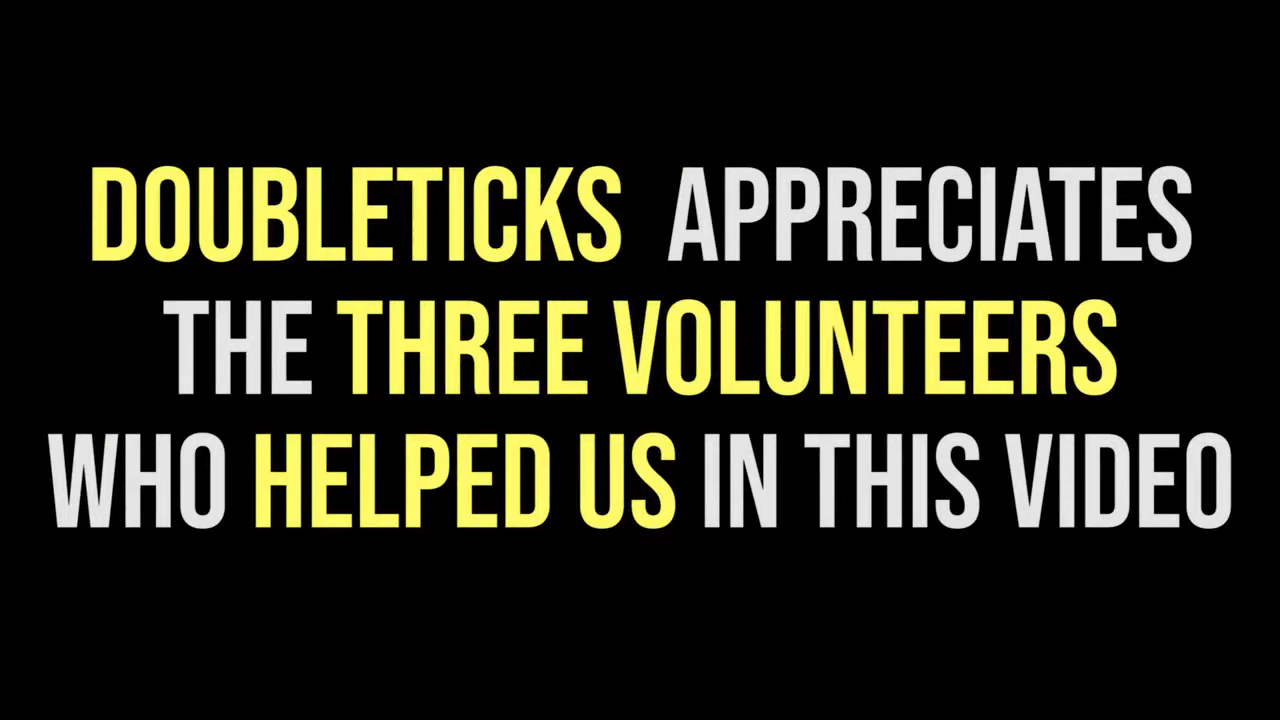 DOUBLETICKS APPRECIATES
THE THREE VOLUNTEERS
WHO HELPED US IN THIS VIDEO